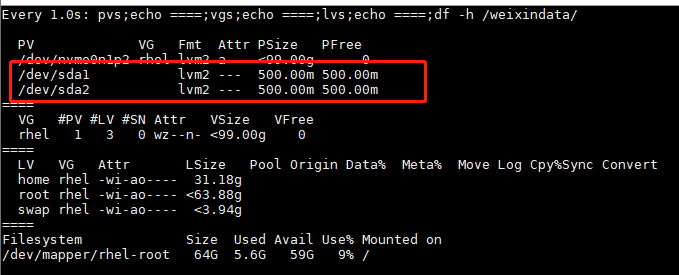 Every 1.0s: pvs;echo ====;vgs;echo ====;lvs;echo ====;df -h /weixindata/
PV VG Fmt Attr PSize PFree
/dev/nvme0n1p2 rhel lvm2 a-- <99.00g 0
/dev/sda1 lvm2 --- 500.00m 500.00m
/dev/sda2 lvm2 --- 500.00m 500.00m
====
VG #PV #LV #SN Attr VSize VFree
rhel 1 3 0 wz--n- <99.00g 0
====
LV VG Attr LSize Pool Origin Data% Meta% Move Log Cpy%Sync Convert
home rhel -wi-ao---- 31.18g
root rhel -wi-ao---- <63.88g
swap rhel -wi-ao---- <3.94g
====
Filesystem Size Used Avail Use% Mounted on
/dev/mapper/rhel-root 64G 5.6G 59G 9% /